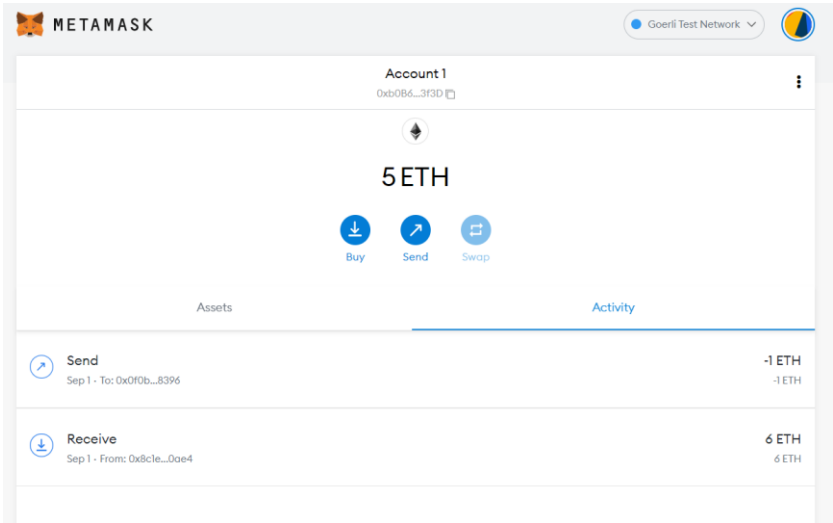 METAMASK
Goerli Test Network
Account 1
0xb0B6...3f3D
5 ETH
Buy Send Swap
Assets Activity
Send -1 ETH
Sep 1 · To: 0x0f0b...8396 -1 ETH
Receive 6 ETH
Sep 1 · From: 0x8c1e...0ae4 6 ETH